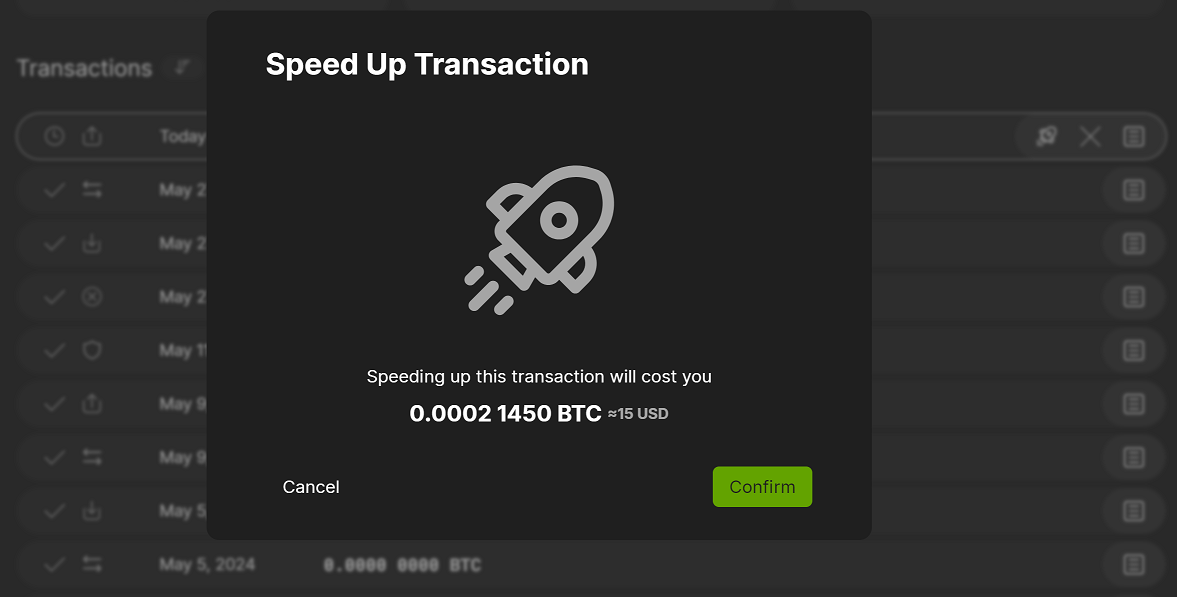 Speed Up Transaction
Transactions
Today
May 2
May 2
May 2
May 11
May 9
May 9
May 5,
May 5, 2024 0.0000 0000 BTC
Speeding up this transaction will cost you
0.0002 1450 BTC ≈15 USD
Cancel
Confirm